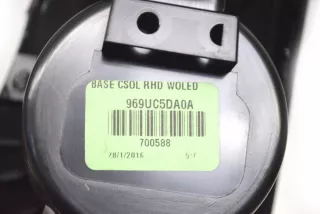 BASE CSOL RHD WOLED
969UC5DA0A
700588
28/1/2016